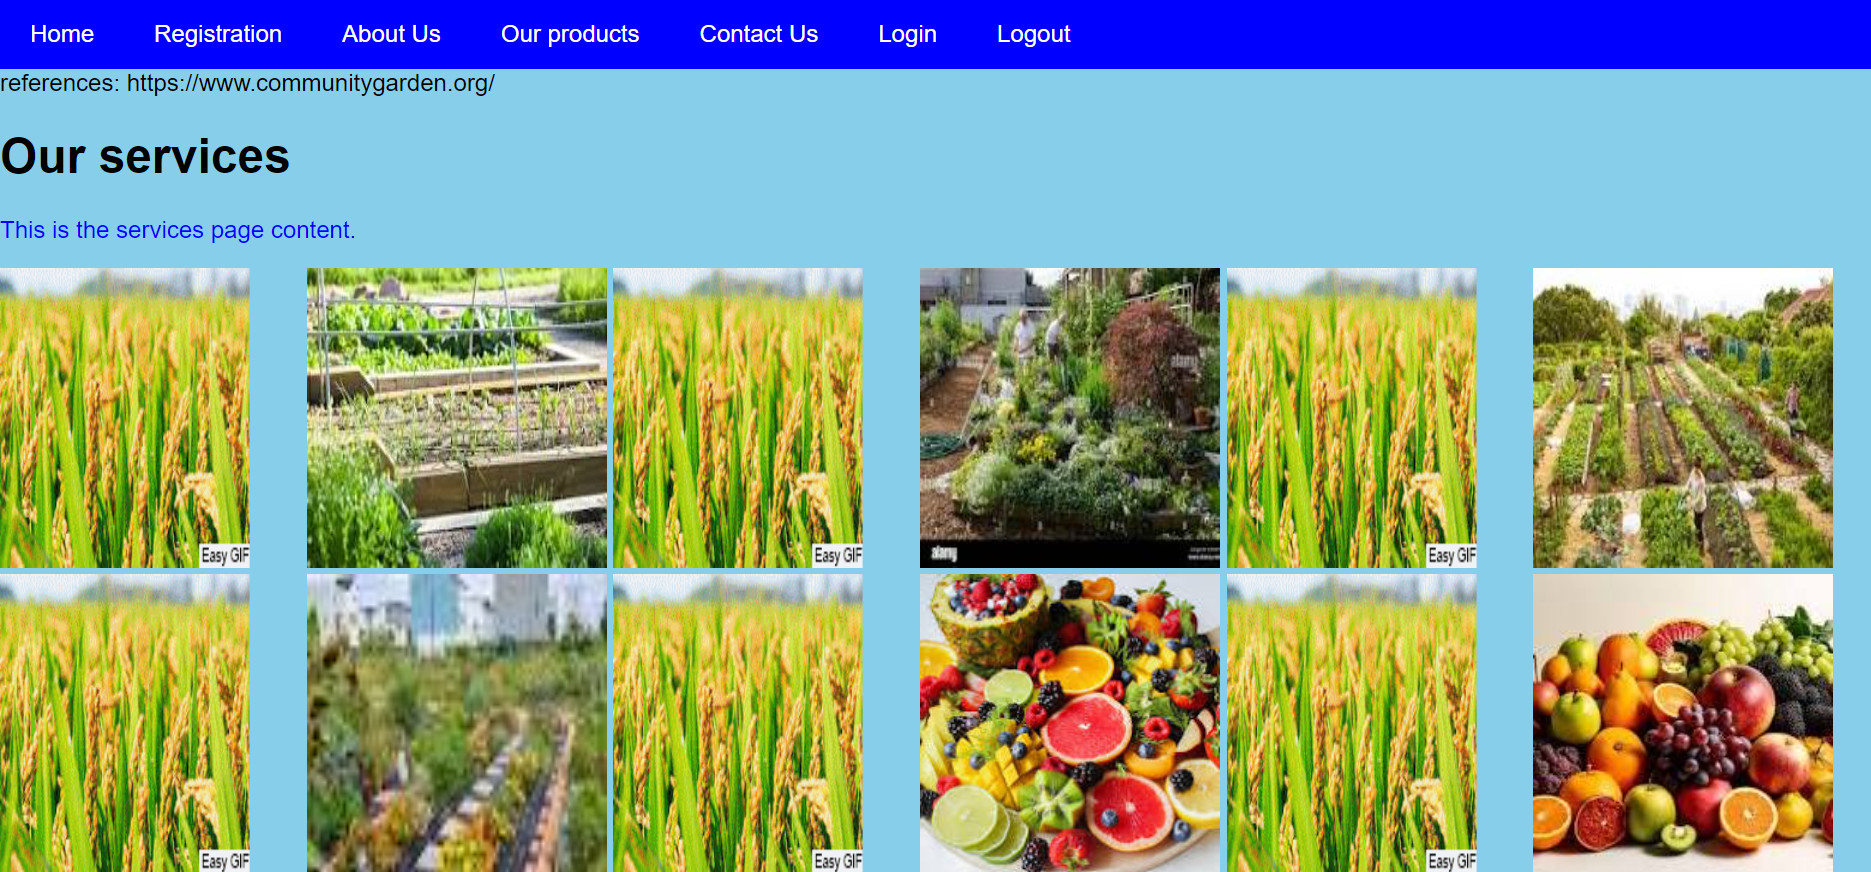 Home Registration About Us Our products Contact Us Login Logout
references: https://www.communitygarden.org/
Our services
This is the services page content.
Easy GIF
Easy GIF
alamy
alamy
Easy GIF
Easy GIF
Easy GIF
Easy GIF